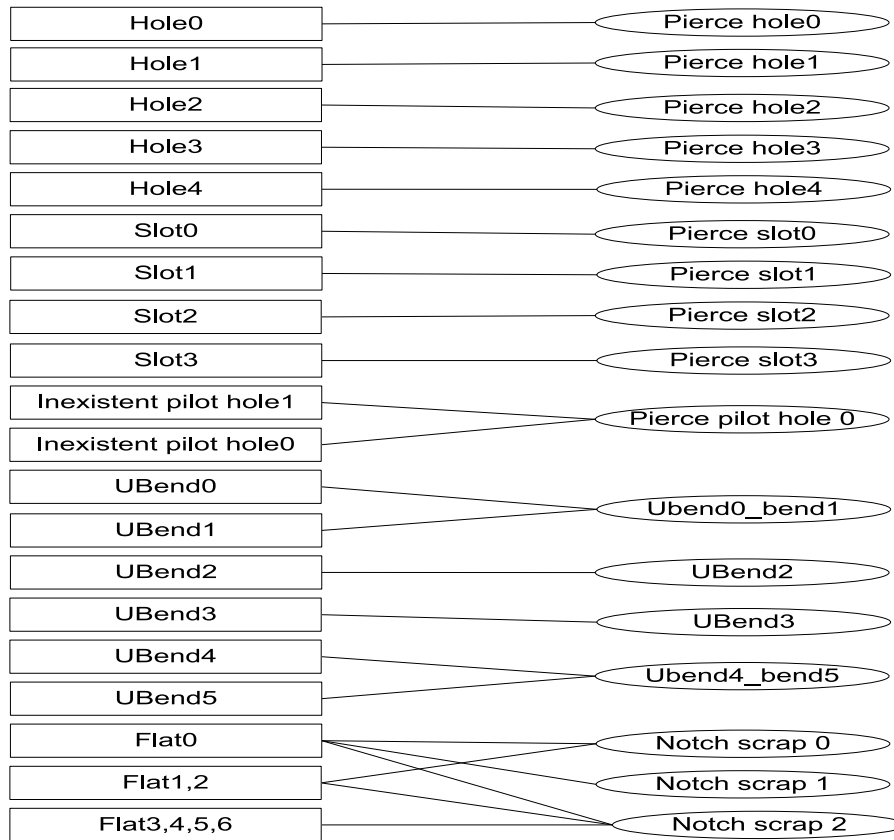 Hole0
Pierce hole0
Hole1
Pierce hole1
Hole2
Pierce hole2
Hole3
Pierce hole3
Hole4
Pierce hole4
Slot0
Pierce slot0
Slot1
Pierce slot1
Slot2
Pierce slot2
Slot3
Pierce slot3
Inexistent pilot hole1
Pierce pilot hole 0
Inexistent pilot hole0
UBend0
Ubend0_bend1
UBend1
UBend2
UBend2
UBend3
UBend3
UBend4
Ubend4_bend5
UBend5
Flat0
Notch scrap 0
Flat1,2
Notch scrap 1
Flat3,4,5,6
Notch scrap 2